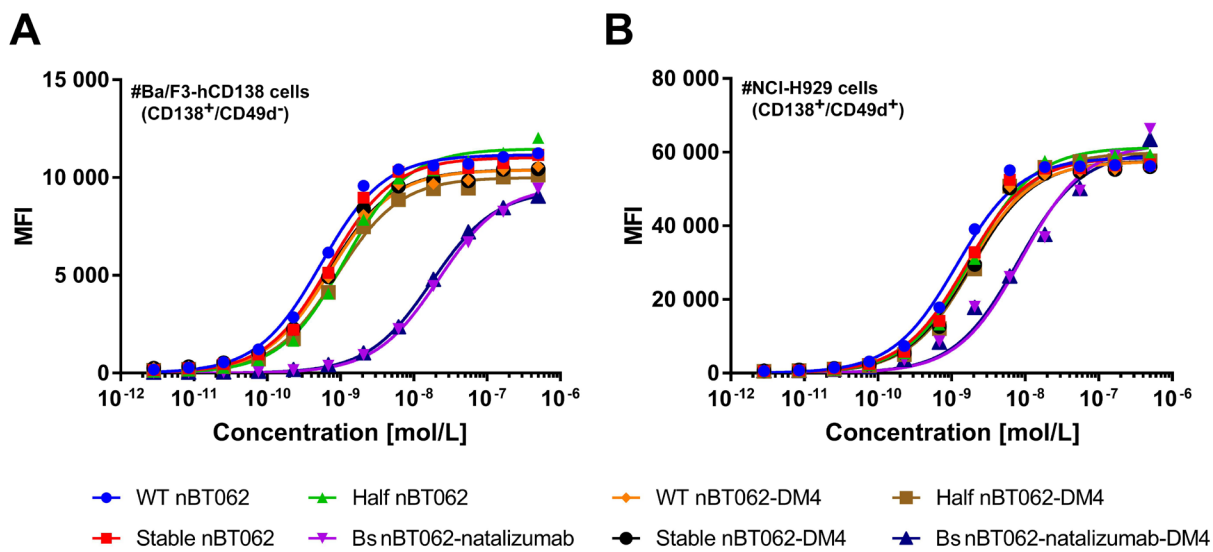 A
B
#Ba/F3-hCD138 cells
(CD138⁺/CD49d⁻)
15 000
10 000
5 000
0
MFI
10⁻¹² 10⁻¹¹ 10⁻¹⁰ 10⁻⁹ 10⁻⁸ 10⁻⁷ 10⁻⁶
Concentration [mol/L]
#NCI-H929 cells
(CD138⁺/CD49d⁺)
80 000
60 000
40 000
20 000
0
MFI
10⁻¹² 10⁻¹¹ 10⁻¹⁰ 10⁻⁹ 10⁻⁸ 10⁻⁷ 10⁻⁶
Concentration [mol/L]
WT nBT062 Half nBT062 WT nBT062-DM4 Half nBT062-DM4
Stable nBT062 Bs nBT062-natalizumab Stable nBT062-DM4 Bs nBT062-natalizumab-DM4